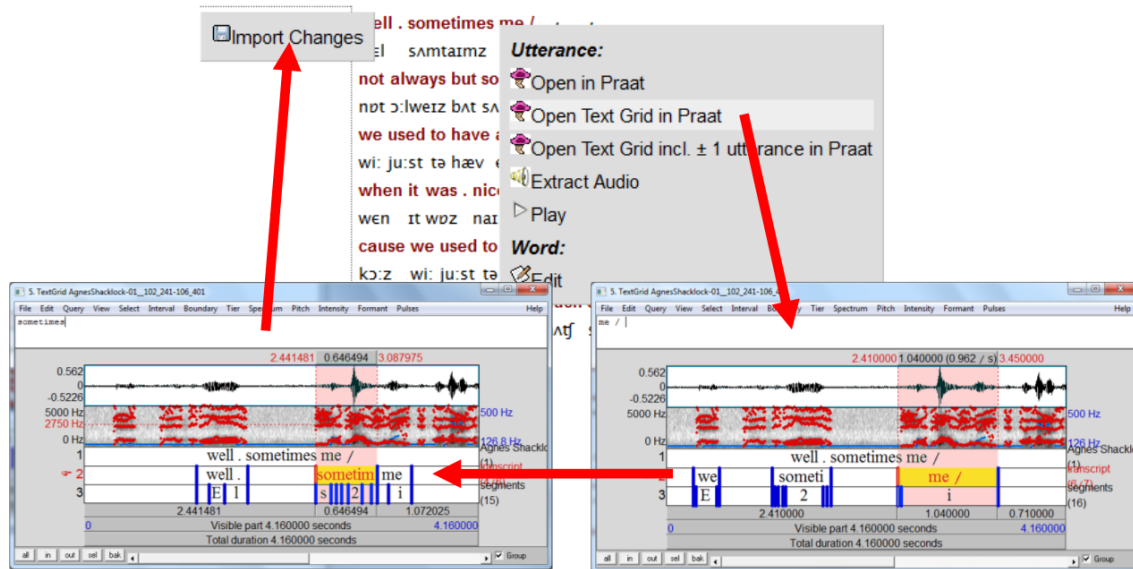 Import Changes
ell . sometimes me /
ɛl sʌmtaɪmz
not always but so
nɒt ɔːlweɪz bʌt sʌ
we used to have a
wiː juːst tə hæv e
when it was . nice
wɛn ɪt wɒz naɪ
cause we used to
kɔːz wiː juːst tə
ʌtʃ s
Utterance:
Open in Praat
Open Text Grid in Praat
Open Text Grid incl. ± 1 utterance in Praat
Extract Audio
Play
Word:
Edit
5. TextGrid AgnesShacklock-01__102_241-106_401
File Edit Query View Select Interval Boundary Tier Spectrum Pitch Intensity Formant Pulses Help
sometimes
2.441481 0.646494 3.087975
0.562
0
-0.5226
5000 Hz 500 Hz
2750 Hz
0 Hz 126.8 Hz
1 well . sometimes me / Agnes Shackl
(1)
2 well . sometim me
3 E l s 2 i segments
(15)
2.441481 0.646494 1.072025
0 Visible part 4.160000 seconds 4.160000
Total duration 4.160000 seconds
all in out sel bak Group
5. TextGrid AgnesShacklock-01__102_241-106_4
File Edit Query View Select Interval Boundary Tier Spectrum Pitch Intensity Formant Pulses Help
me /
2.410000 1.040000 (0.962 / s) 3.450000
0.562
0
-0.5226
5000 Hz 500 Hz
0 Hz 126 Hz
1 well . sometimes me / Agnes Shacklo
(1)
we someti me / transcript
(6 /7)
3 E 2 i segments
(16)
2.410000 1.040000 0.710000
0 Visible part 4.160000 seconds 4.160000
Total duration 4.160000 seconds
all in out sel bak Group